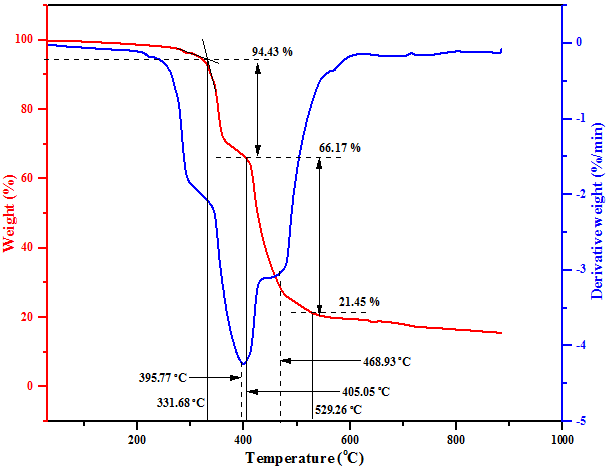 100
80
60
40
20
0
Weight (%)
0
-1
-2
-3
-4
-5
Derivative weight (%/min)
94.43 %
66.17 %
21.45 %
468.93 °C
395.77 °C
405.05 °C
331.68 °C
529.26 °C
200
400
600
800
1000
Temperature (°C)